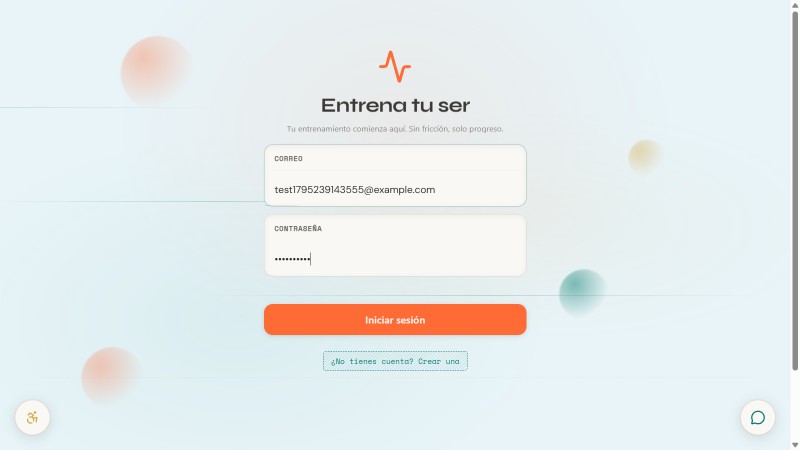 Entrena tu ser
Tu entrenamiento comienza aquí. Sin fricción, solo progreso.
CORREO
test1795239143555@example.com
CONTRASEÑA
••••••••••
Iniciar sesión
¿No tienes cuenta? Crear una